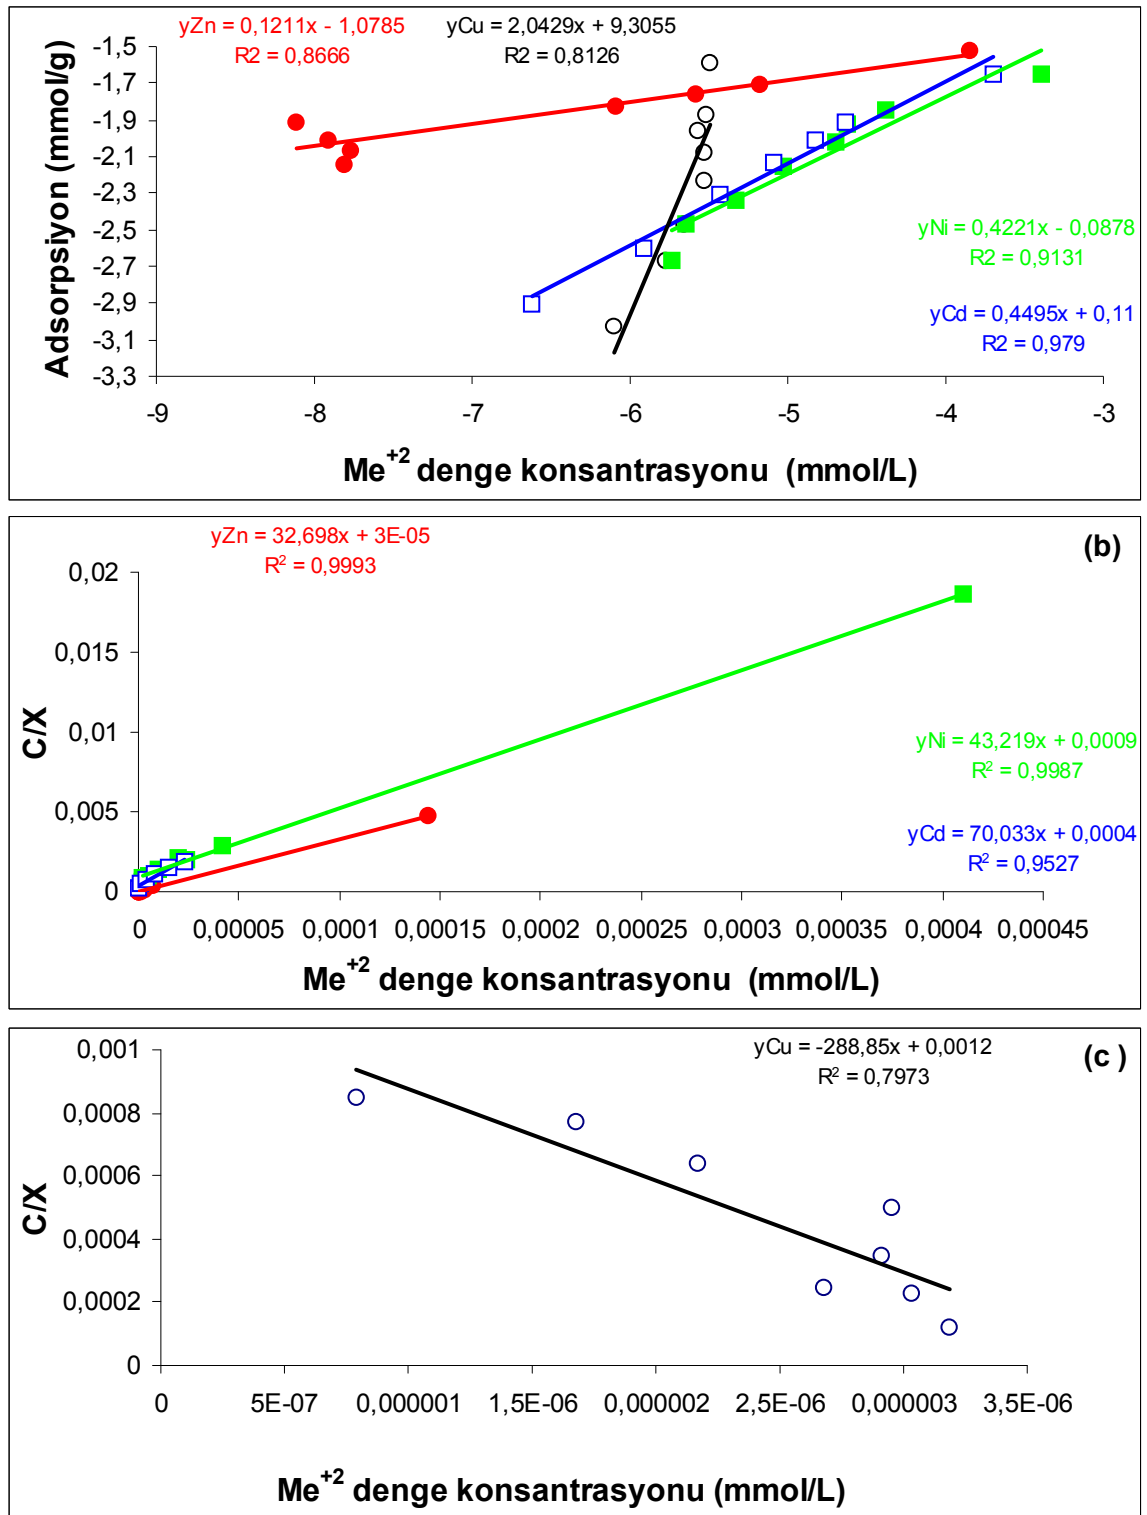 yZn = 0,1211x - 1,0785
R2 = 0,8666
yCu = 2,0429x + 9,3055
R2 = 0,8126
Adsorpsiyon (mmol/g)
-1,5
-1,7
-1,9
-2,1
-2,3
-2,5
-2,7
-2,9
-3,1
-3,3
yNi = 0,4221x - 0,0878
R2 = 0,9131
yCd = 0,4495x + 0,11
R2 = 0,979
-9 -8 -7 -6 -5 -4 -3
Me+2 denge konsantrasyonu (mmol/L)
yZn = 32,698x + 3E-05
R2 = 0,9993
(b)
C/X
0,02
0,015
0,01
0,005
0
yNi = 43,219x + 0,0009
R2 = 0,9987
yCd = 70,033x + 0,0004
R2 = 0,9527
0 0,00005 0,0001 0,00015 0,0002 0,00025 0,0003 0,00035 0,0004 0,00045
Me+2 denge konsantrasyonu (mmol/L)
yCu = -288,85x + 0,0012
R2 = 0,7973
(c )
C/X
0,001
0,0008
0,0006
0,0004
0,0002
0
0 5E-07 0,000001 1,5E-06 0,000002 2,5E-06 0,000003 3,5E-06
Me+2 denge konsantrasyonu (mmol/L)